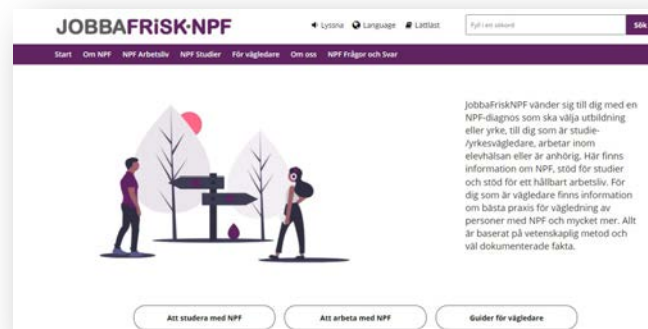 JOBBAFRiSK·NPF
Lyssna Language Lättläst
Fyll i ett sökord
Sök
Start Om NPF NPF Arbetsliv NPF Studier För vägledare Om oss NPF Frågor och Svar
JobbaFriskNPF vänder sig till dig med en
NPF-diagnos som ska välja utbildning
eller yrke, till dig som är studie-
/yrkesvägledare, arbetar inom
elevhälsan eller är anhörig. Här finns
information om NPF, stöd för studier
och stöd för ett hållbart arbetsliv. För
dig som är vägledare finns information
om bästa praxis för vägledning av
personer med NPF och mycket mer. Allt
är baserat på vetenskaplig metod och
väl dokumenterade fakta.
Att studera med NPF
Att arbeta med NPF
Guider för vägledare